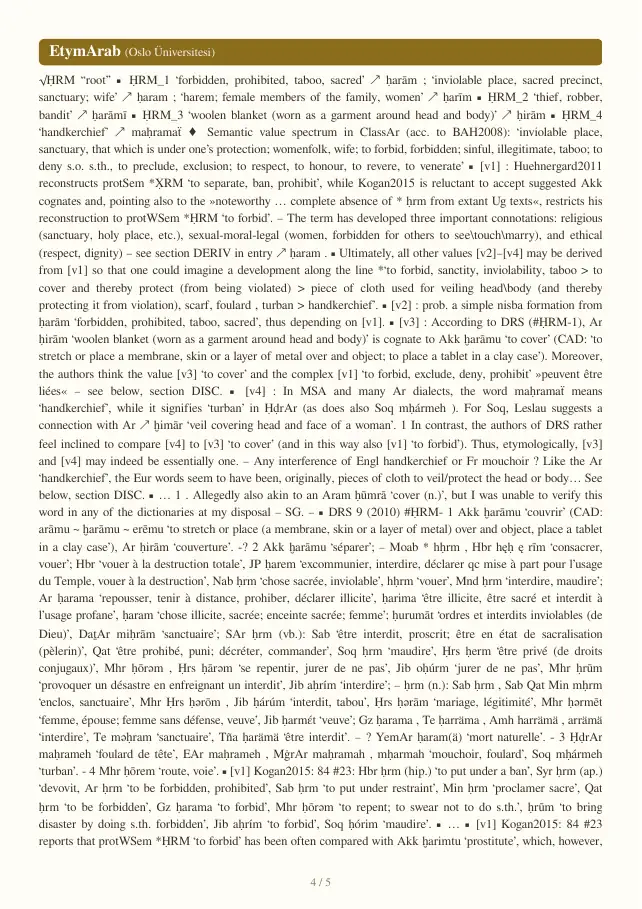 EtymArab (Oslo Üniversitesi)
√ḤRM “root” ▪ ḤRM_1 ‘forbidden, prohibited, taboo, sacred’ ↗ ḥarām ; ‘inviolable place, sacred precinct,
sanctuary; wife’ ↗ ḥaram ; ‘harem; female members of the family, women’ ↗ ḥarīm ▪ ḤRM_2 ‘thief, robber,
bandit’ ↗ ḥarāmī ▪ ḤRM_3 ‘woolen blanket (worn as a garment around head and body)’ ↗ ḥirām ▪ ḤRM_4
‘handkerchief’ ↗ maḥramaẗ ♦ Semantic value spectrum in ClassAr (acc. to BAH2008): ‘inviolable place,
sanctuary, that which is under one’s protection; womenfolk, wife; to forbid, forbidden; sinful, illegitimate, taboo; to
deny s.o. s.th., to preclude, exclusion; to respect, to honour, to revere, to venerate’ ▪ [v1] : Huehnergard2011
reconstructs protSem *ḤRM ‘to separate, ban, prohibit’, while Kogan2015 is reluctant to accept suggested Akk
cognates and, pointing also to the »noteworthy … complete absence of * ḥrm from extant Ug texts«, restricts his
reconstruction to protWSem *ḤRM ‘to forbid’. – The term has developed three important connotations: religious
(sanctuary, holy place, etc.), sexual-moral-legal (women, forbidden for others to see\touch\marry), and ethical
(respect, dignity) – see section DERIV in entry ↗ ḥaram . ▪ Ultimately, all other values [v2]–[v4] may be derived
from [v1] so that one could imagine a development along the line *‘to forbid, sanctity, inviolability, taboo > to
cover and thereby protect (from being violated) > piece of cloth used for veiling head\body (and thereby
protecting it from violation), scarf, foulard , turban > handkerchief’. ▪ [v2] : prob. a simple nisba formation from
ḥarām ‘forbidden, prohibited, taboo, sacred’, thus depending on [v1]. ▪ [v3] : According to DRS (#ḤRM-1), Ar
ḥirām ‘woolen blanket (worn as a garment around head and body)’ is cognate to Akk ḫarāmu ‘to cover’ (CAD: ‘to
stretch or place a membrane, skin or a layer of metal over and object; to place a tablet in a clay case’). Moreover,
the authors think the value [v3] ‘to cover’ and the complex [v1] ‘to forbid, exclude, deny, prohibit’ »peuvent être
liées« – see below, section DISC. ▪ [v4] : In MSA and many Ar dialects, the word maḥramaẗ means
‘handkerchief’, while it signifies ‘turban’ in ḤḍrAr (as does also Soq mḥármeh ). For Soq, Leslau suggests a
connection with Ar ↗ ḫimār ‘veil covering head and face of a woman’. 1 In contrast, the authors of DRS rather
feel inclined to compare [v4] to [v3] ‘to cover’ (and in this way also [v1] ‘to forbid’). Thus, etymologically, [v3]
and [v4] may indeed be essentially one. – Any interference of Engl handkerchief or Fr mouchoir ? Like the Ar
‘handkerchief’, the Eur words seem to have been, originally, pieces of cloth to veil/protect the head or body… See
below, section DISC. ▪ … 1 . Allegedly also akin to an Aram ḥūmrā ‘cover (n.)’, but I was unable to verify this
word in any of the dictionaries at my disposal – SG. – ▪ DRS 9 (2010) #ḤRM- 1 Akk ḫarāmu ‘couvrir’ (CAD:
arāmu ~ ḫarāmu ~ erēmu ‘to stretch or place (a membrane, skin or a layer of metal) over and object, place a tablet
in a clay case’), Ar ḥirām ‘couverture’. -? 2 Akk ḫarāmu ‘séparer’; – Moab * hḥrm , Hbr hẹḥ ẹ rīm ‘consacrer,
vouer’; Hbr ‘vouer à la destruction totale’, JP ḥarem ‘excommunier, interdire, déclarer qc mise à part pour l’usage
du Temple, vouer à la destruction’, Nab ḥrm ‘chose sacrée, inviolable’, hḥrm ‘vouer’, Mnd hrm ‘interdire, maudire’;
Ar ḥarama ‘repousser, tenir à distance, prohiber, déclarer illicite’, ḥarima ‘être illicite, être sacré et interdit à
l’usage profane’, ḥaram ‘chose illicite, sacrée; enceinte sacrée; femme’; ḥurumāt ‘ordres et interdits inviolables (de
Dieu)’, Daṯ̱Ar miḥrām ‘sanctuaire’; SAr ḥrm (vb.): Sab ‘être interdit, proscrit; être en état de sacralisation
(pèlerin)’, Qat ‘être prohibé, puni; décréter, commander’, Soq ḥrm ‘maudire’, Ḥrs ḥerm ‘être privé (de droits
conjugaux)’, Mhr ḥōrəm , Ḥrs ḥārəm ‘se repentir, jurer de ne pas’, Jib oḥúrm ‘jurer de ne pas’, Mhr ḥrūm
‘provoquer un désastre en enfreignant un interdit’, Jib aḥrím ‘interdire’; – ḥrm (n.): Sab ḥrm , Sab Qat Min mḥrm
‘enclos, sanctuaire’, Mhr Ḥrs ḥərōm , Jib ḥárúm ‘interdit, tabou’, Ḥrs ḥərām ‘mariage, légitimité’, Mhr ḥərmēt
‘femme, épouse; femme sans défense, veuve’, Jib ḥarmét ‘veuve’; Gz ḥarama , Te ḥarräma , Amh harrämä , arrämä
‘interdire’, Te məḥram ‘sanctuaire’, Tña ḥarämä ‘être interdit’. – ? YemAr ḥaram(ä) ‘mort naturelle’. - 3 ḤḍrAr
maḥrameh ‘foulard de tête’, EAr maḥrameh , MġrAr maḥramah , mḥarmah ‘mouchoir, foulard’, Soq mḥármeh
‘turban’. - 4 Mhr ḥōrem ‘route, voie’. ▪ [v1] Kogan2015: 84 #23: Hbr ḥrm (hip.) ‘to put under a ban’, Syr ḥrm (ap.)
‘devovit, Ar ḥrm ‘to be forbidden, prohibited’, Sab ḥrm ‘to put under restraint’, Min ḥrm ‘proclamer sacre’, Qat
ḥrm ‘to be forbidden’, Gz ḥarama ‘to forbid’, Mhr ḥōrəm ‘to repent; to swear not to do s.th.’, ḥrūm ‘to bring
disaster by doing s.th. forbidden’, Jib aḥrím ‘to forbid’, Soq ḥórim ‘maudire’. ▪ … ▪ [v1] Kogan2015: 84 #23
reports that protWSem *ḤRM ‘to forbid’ has been often compared with Akk ḫarimtu ‘prostitute’, which, however,
4 / 5